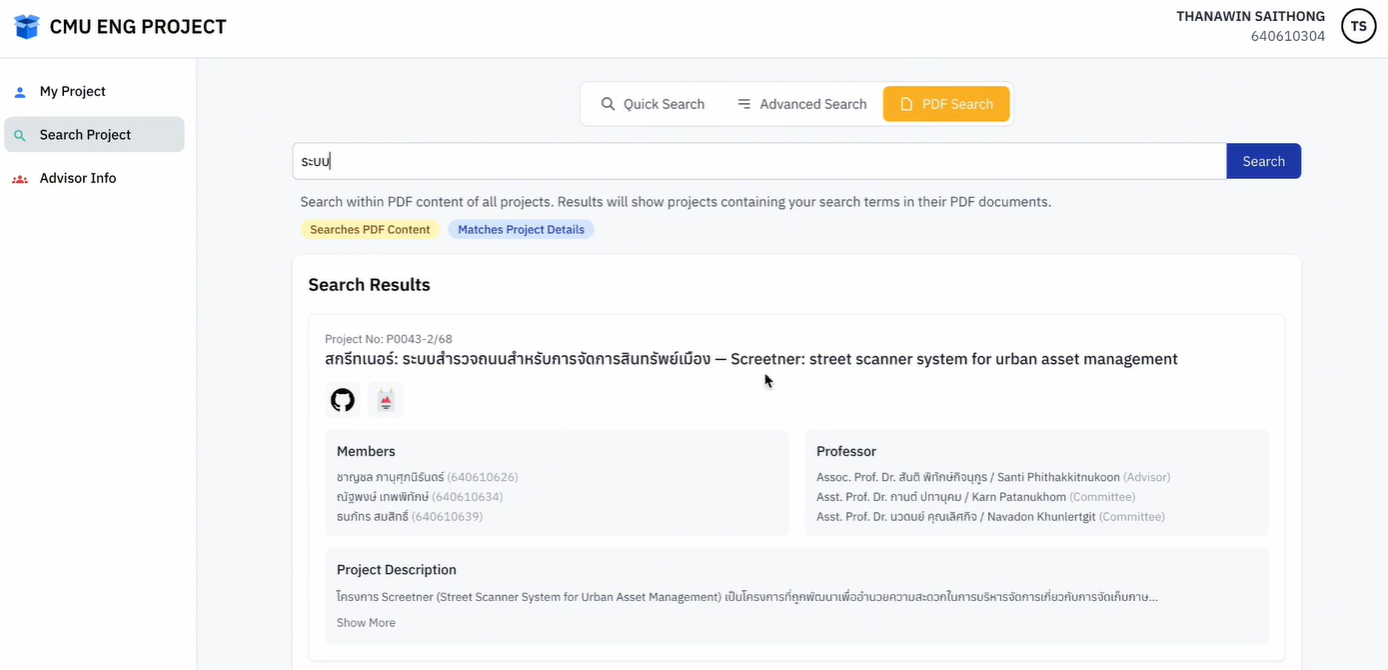 CMU ENG PROJECT
THANAWIN SAITHONG
640610304
TS
My Project
Search Project
Advisor Info
Quick Search
Advanced Search
PDF Search
ระบบ
Search
Search within PDF content of all projects. Results will show projects containing your search terms in their PDF documents.
Searches PDF Content
Matches Project Details
Search Results
Project No: P0043-2/68
สกรีทเนอร์: ระบบสำรวจถนนสำหรับการจัดการสินทรัพย์เมือง — Screetner: street scanner system for urban asset management
Members
ชาญชล ภานุศุภนิรันดร์ (640610626)
ณัฐพงษ์ เทพพิทักษ์ (640610634)
ธนภัทร สมสิทธิ์ (640610639)
Professor
Assoc. Prof. Dr. สันติ พิทักษ์กิจนุกูร / Santi Phithakkitnukoon (Advisor)
Asst. Prof. Dr. กานต์ ปทานุคม / Karn Patanukhom (Committee)
Asst. Prof. Dr. นวดนย์ คุณเลิศกิจ / Navadon Khunlertgit (Committee)
Project Description
โครงการ Screetner (Street Scanner System for Urban Asset Management) เป็นโครงการที่ถูกพัฒนาเพื่ออำนวยความสะดวกในการบริหารจัดการเกี่ยวกับการจัดเก็บภาษ...
Show More